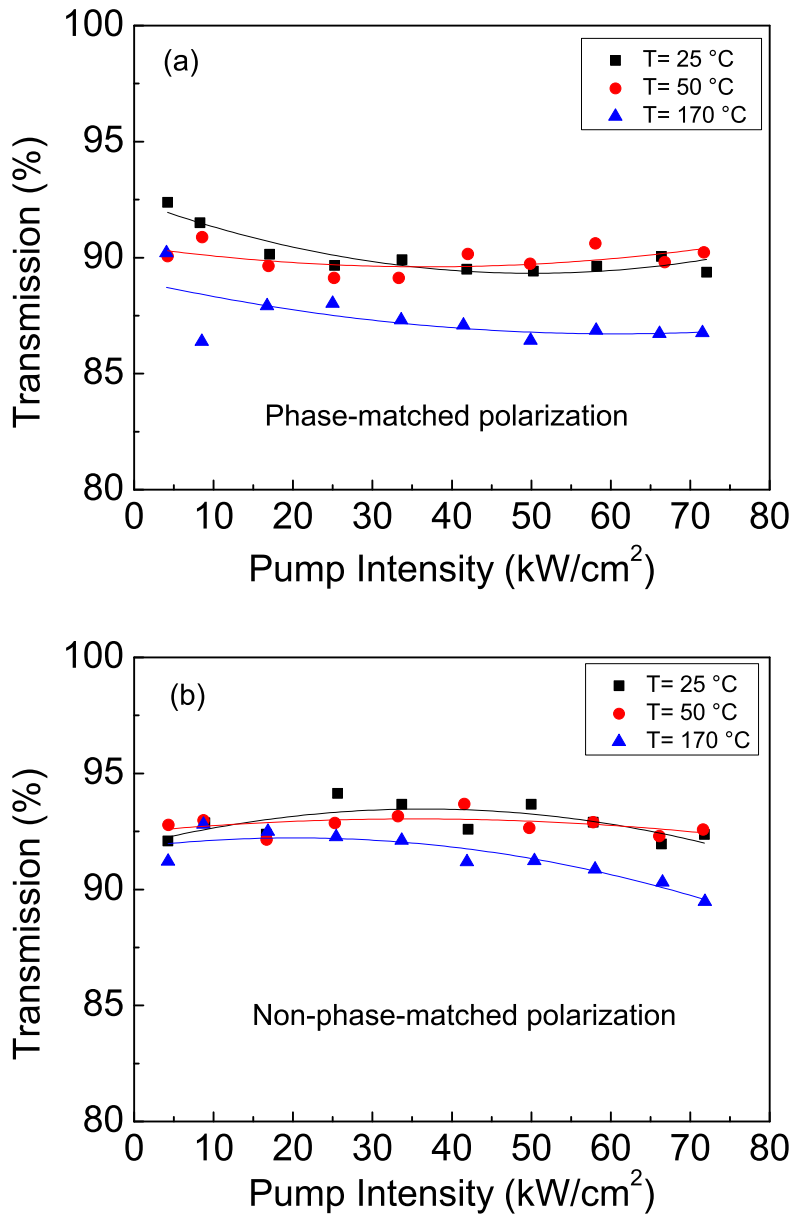 100
(a)
T= 25 °C
T= 50 °C
T= 170 °C
95
90
85
80
Transmission (%)
Phase-matched polarization
0 10 20 30 40 50 60 70 80
Pump Intensity (kW/cm²)
100
(b)
T= 25 °C
T= 50 °C
T= 170 °C
95
90
85
80
Transmission (%)
Non-phase-matched polarization
0 10 20 30 40 50 60 70 80
Pump Intensity (kW/cm²)